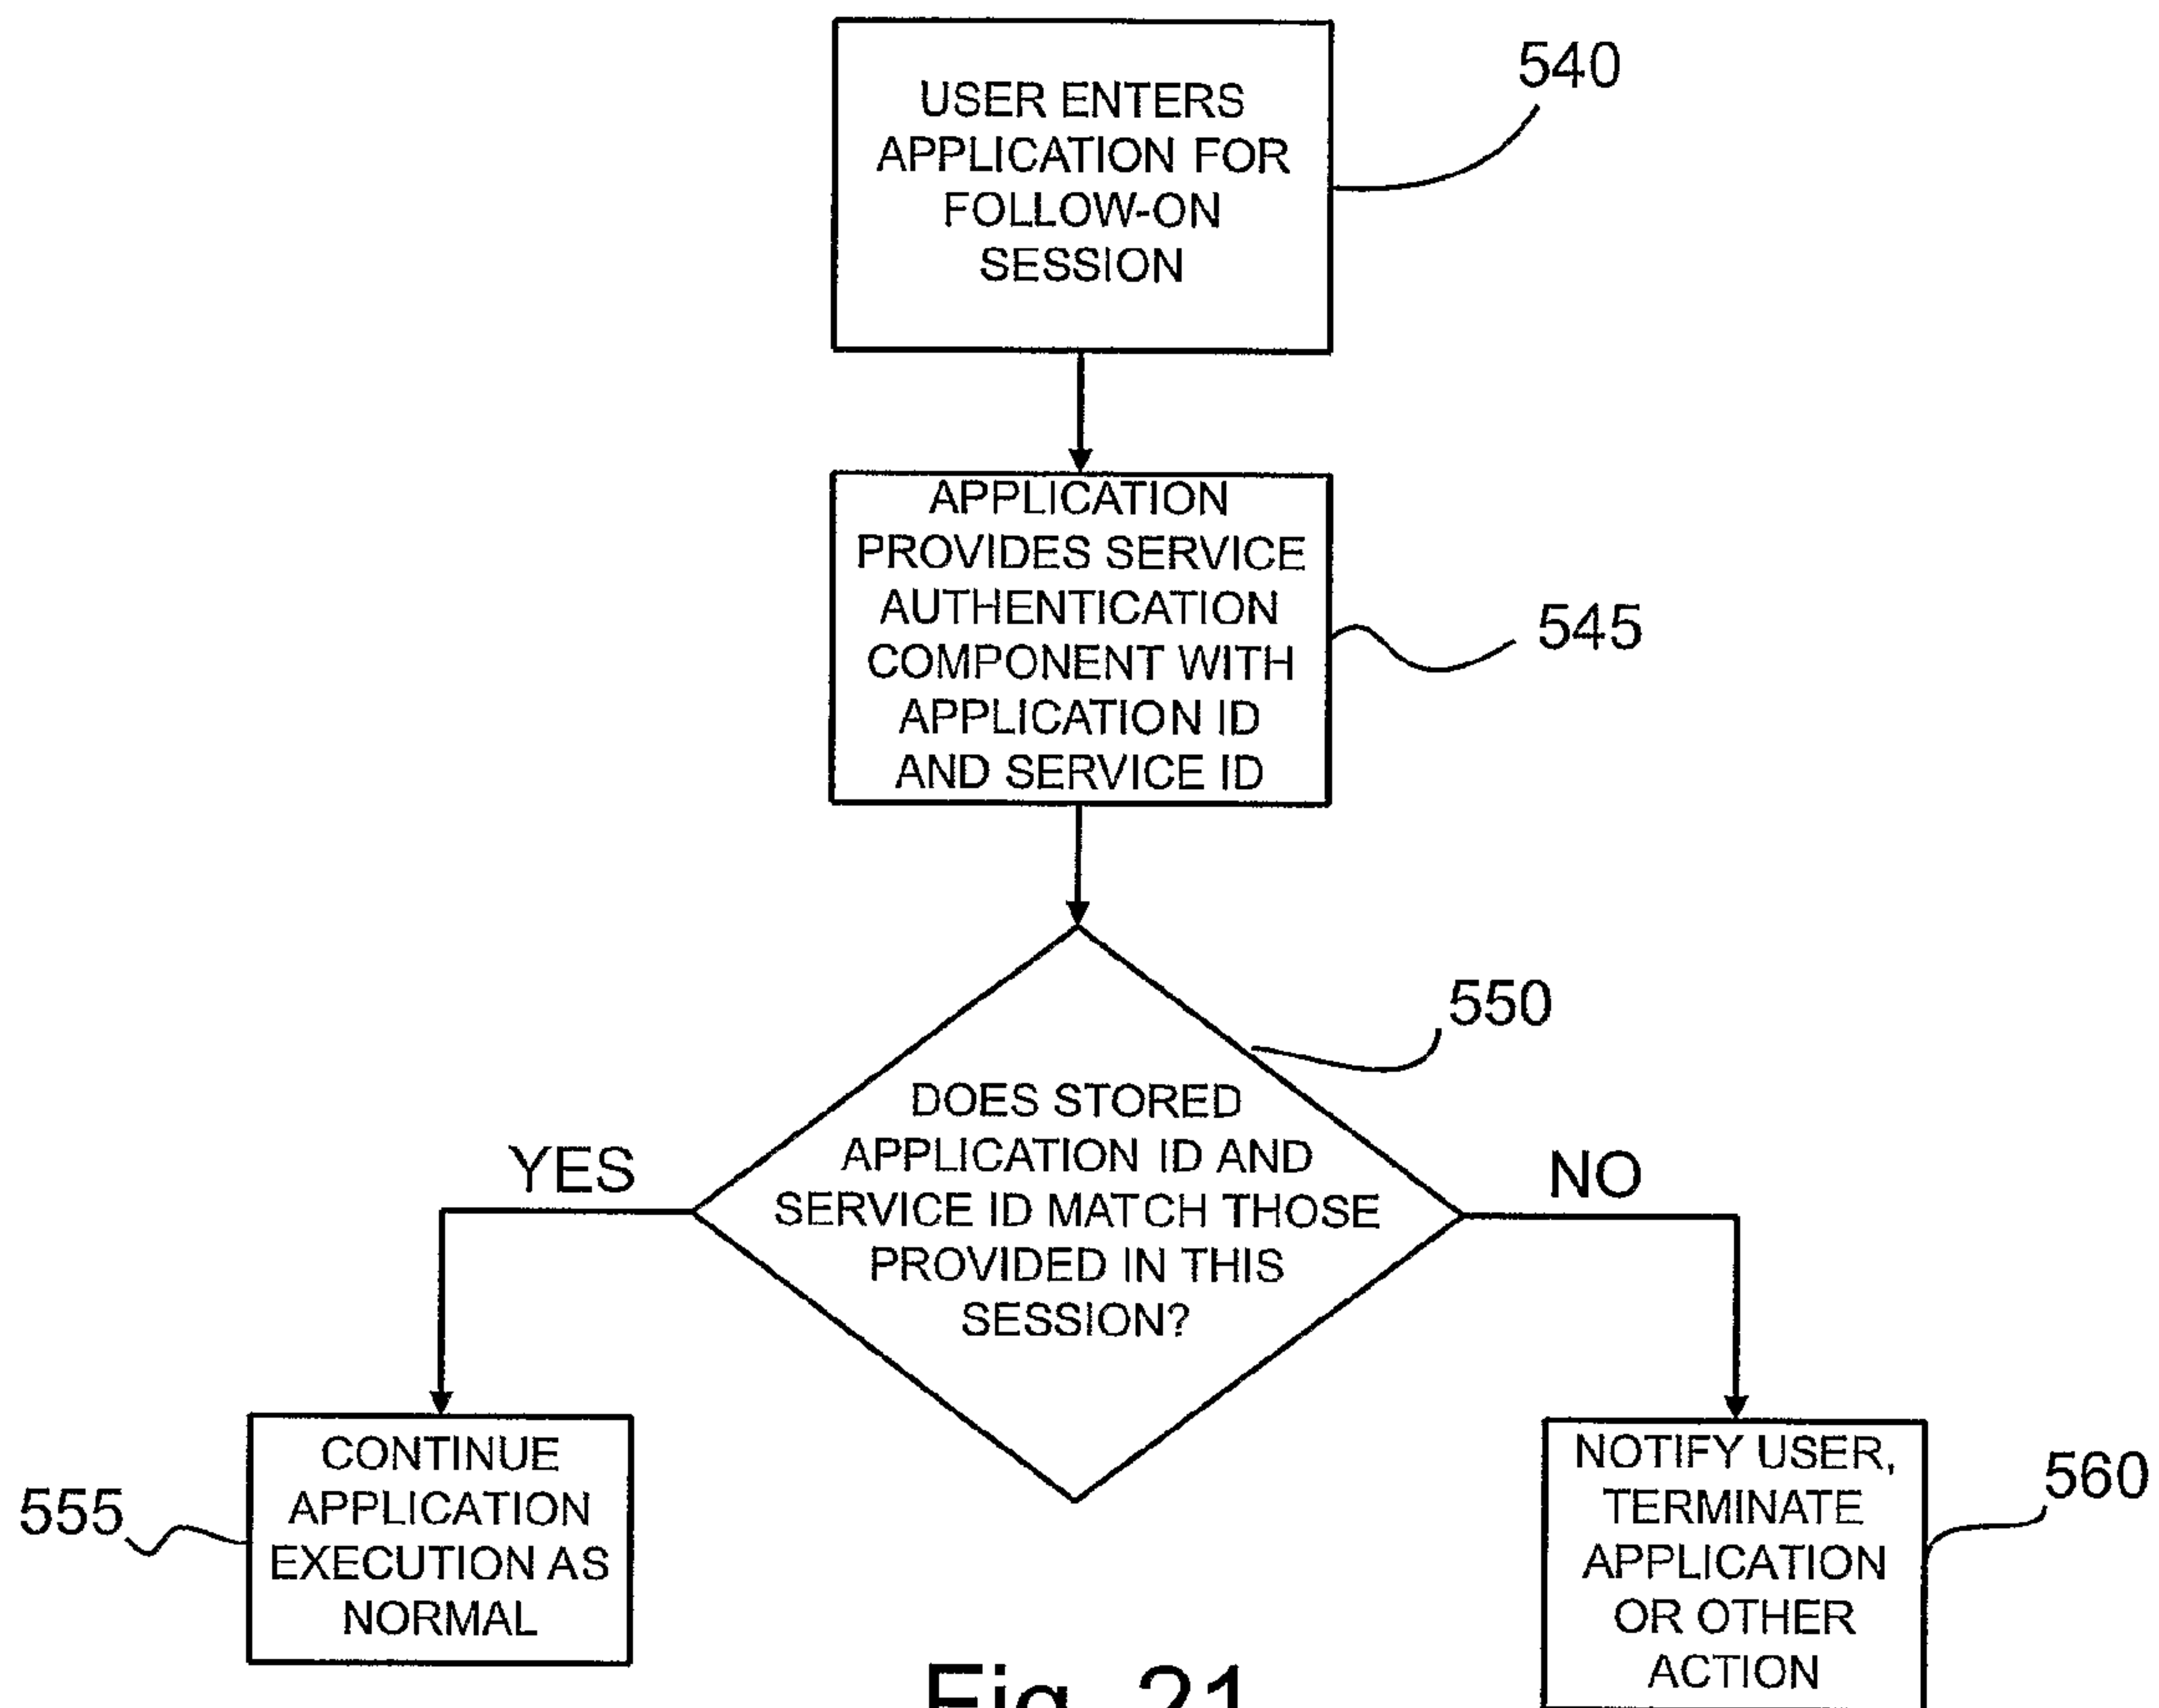 540
USER ENTERS
APPLICATION FOR
FOLLOW-ON
SESSION
APPLICATION
PROVIDES SERVICE
AUTHENTICATION
COMPONENT WITH
APPLICATION ID
AND SERVICE ID
545
550
DOES STORED
APPLICATION ID AND
SERVICE ID MATCH THOSE
PROVIDED IN THIS
SESSION?
YES
NO
CONTINUE
APPLICATION
EXECUTION AS
NORMAL
555
NOTIFY USER,
TERMINATE
APPLICATION
OR OTHER
ACTION
560
Fig. 21